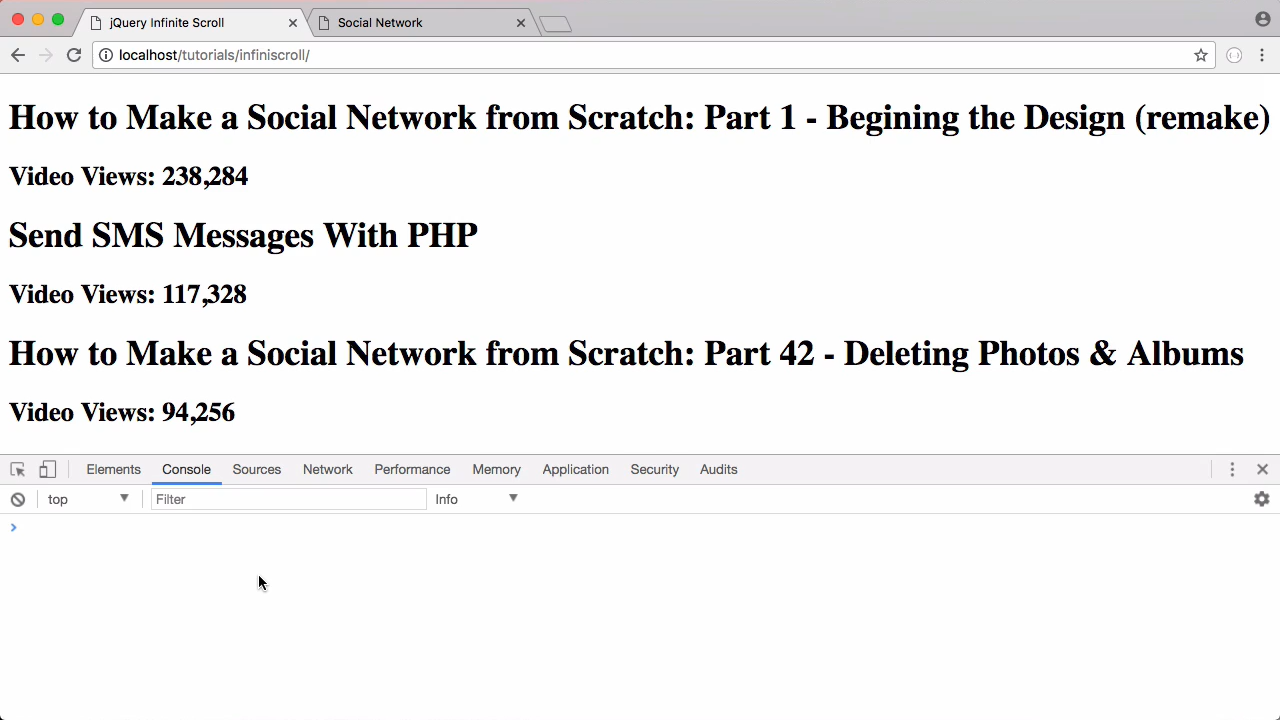 jQuery Infinite Scroll
Social Network
localhost/tutorials/infiniscroll/
How to Make a Social Network from Scratch: Part 1 - Begining the Design (remake)
Video Views: 238,284
Send SMS Messages With PHP
Video Views: 117,328
How to Make a Social Network from Scratch: Part 42 - Deleting Photos & Albums
Video Views: 94,256
Elements Console Sources Network Performance Memory Application Security Audits
top Filter Info